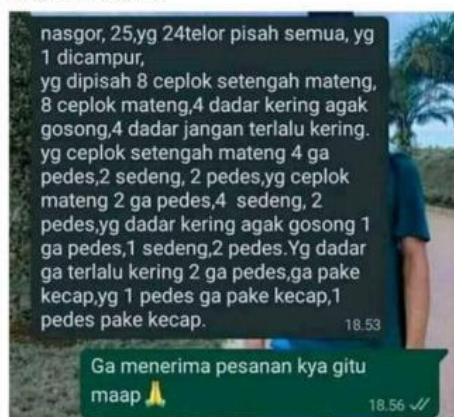 nasgor, 25,yg 24telor pisah semua, yg
1 dicampur,
yg dipisah 8 ceplok setengah mateng,
8 ceplok mateng,4 dadar kering agak
gosong,4 dadar jangan terlalu kering.
yg ceplok setengah mateng 4 ga
pedes,2 sedeng, 2 pedes,yg ceplok
mateng 2 ga pedes,4  sedeng, 2
pedes,yg dadar kering agak gosong 1
ga pedes,1 sedeng,2 pedes.Yg dadar
ga terlalu kering 2 ga pedes,ga pake
kecap,yg 1 pedes ga pake kecap,1
pedes pake kecap.
18.53
Ga menerima pesanan kya gitu
maap 🙏
18.56